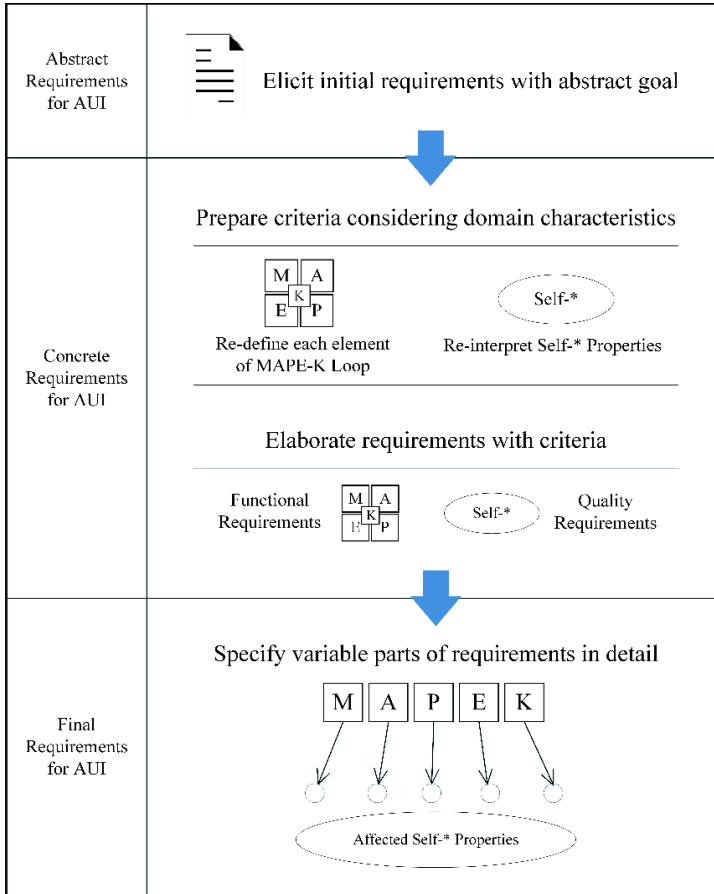 Abstract
Requirements
for AUI
Elicit initial requirements with abstract goal
Concrete
Requirements
for AUI
Prepare criteria considering domain characteristics
M A
K
E P
Re-define each element
of MAPE-K Loop
Self-*
Re-interpret Self-* Properties
Elaborate requirements with criteria
Functional
Requirements
M A
K
E P
Self-*
Quality
Requirements
Final
Requirements
for AUI
Specify variable parts of requirements in detail
M A P E K
Affected Self-* Properties